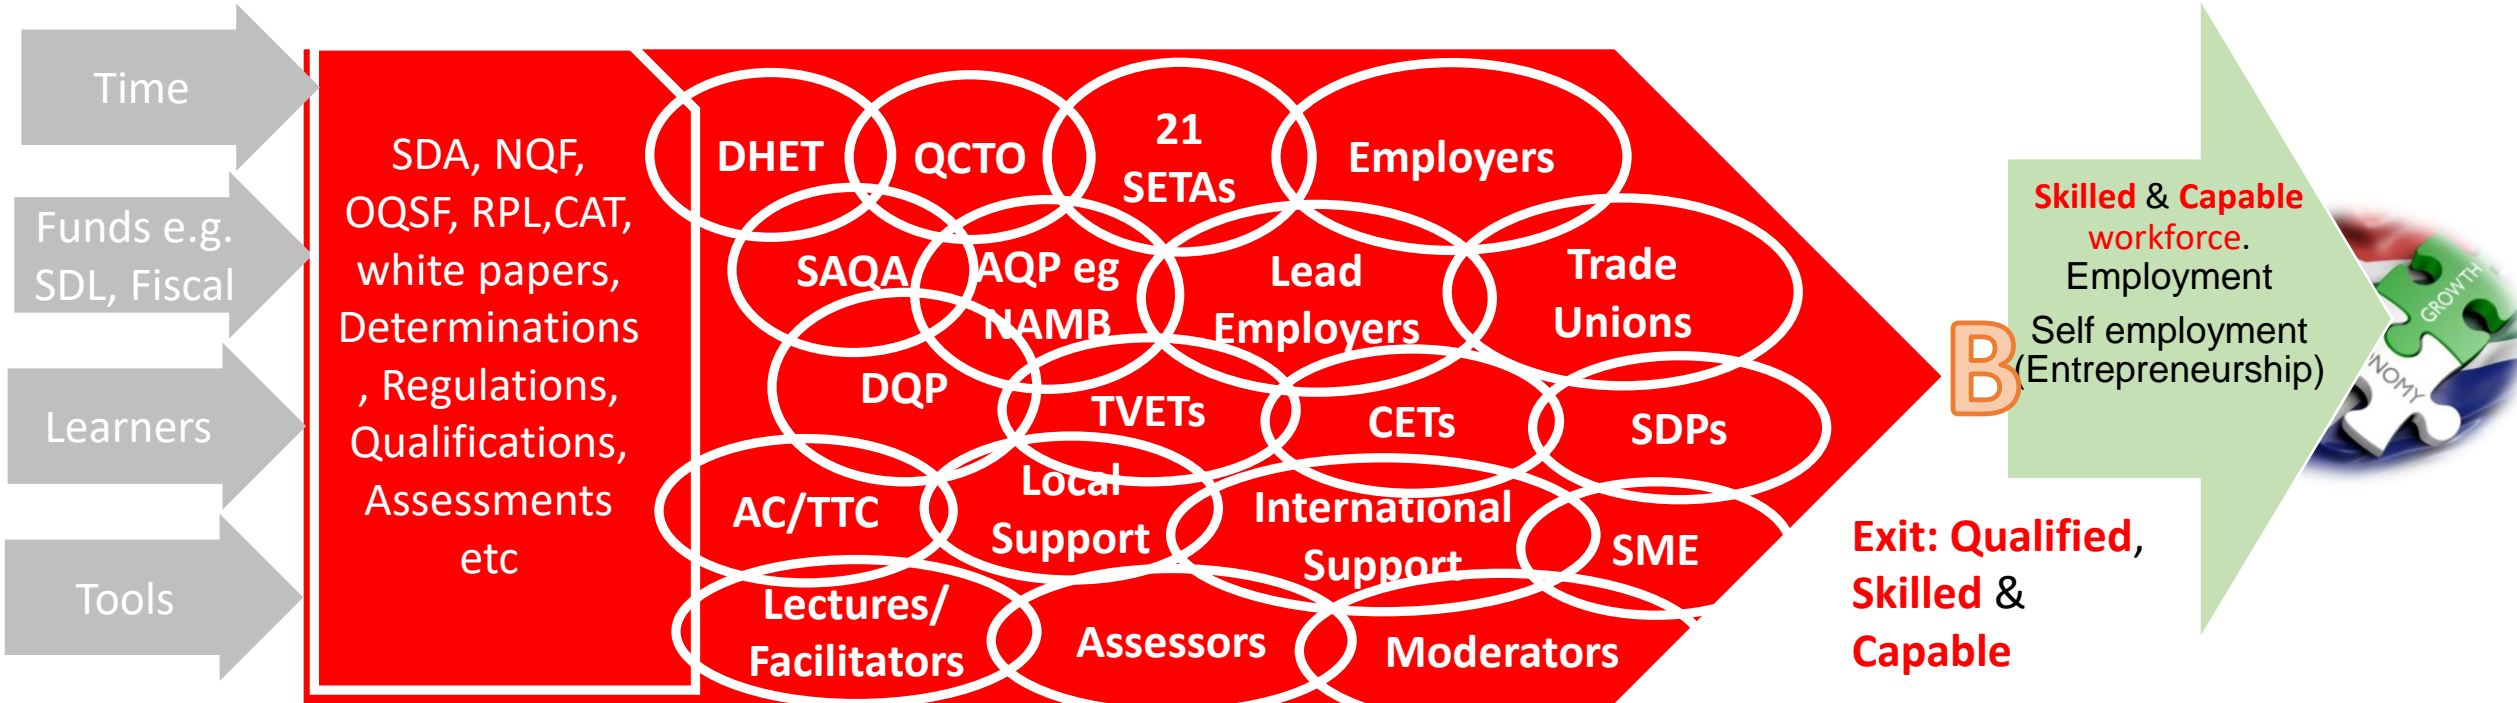 Time
Funds e.g.
SDL, Fiscal
Learners
Tools
SDA, NQF,
OQSF, RPL,CAT,
white papers,
Determinations
, Regulations,
Qualifications,
Assessments
etc
DHET
QCTO
21
SETAs
Employers
SAQA
AQP eg
NAMB
Lead
Employers
Trade
Unions
DQP
TVETs
CETs
SDPs
AC/TTC
Local
Support
International
Support
SME
Lectures/
Facilitators
Assessors
Moderators
B
Skilled & Capable
workforce.
Employment
Self employment
(Entrepreneurship)
Exit: Qualified,
Skilled &
Capable
GROWTH
NOMY